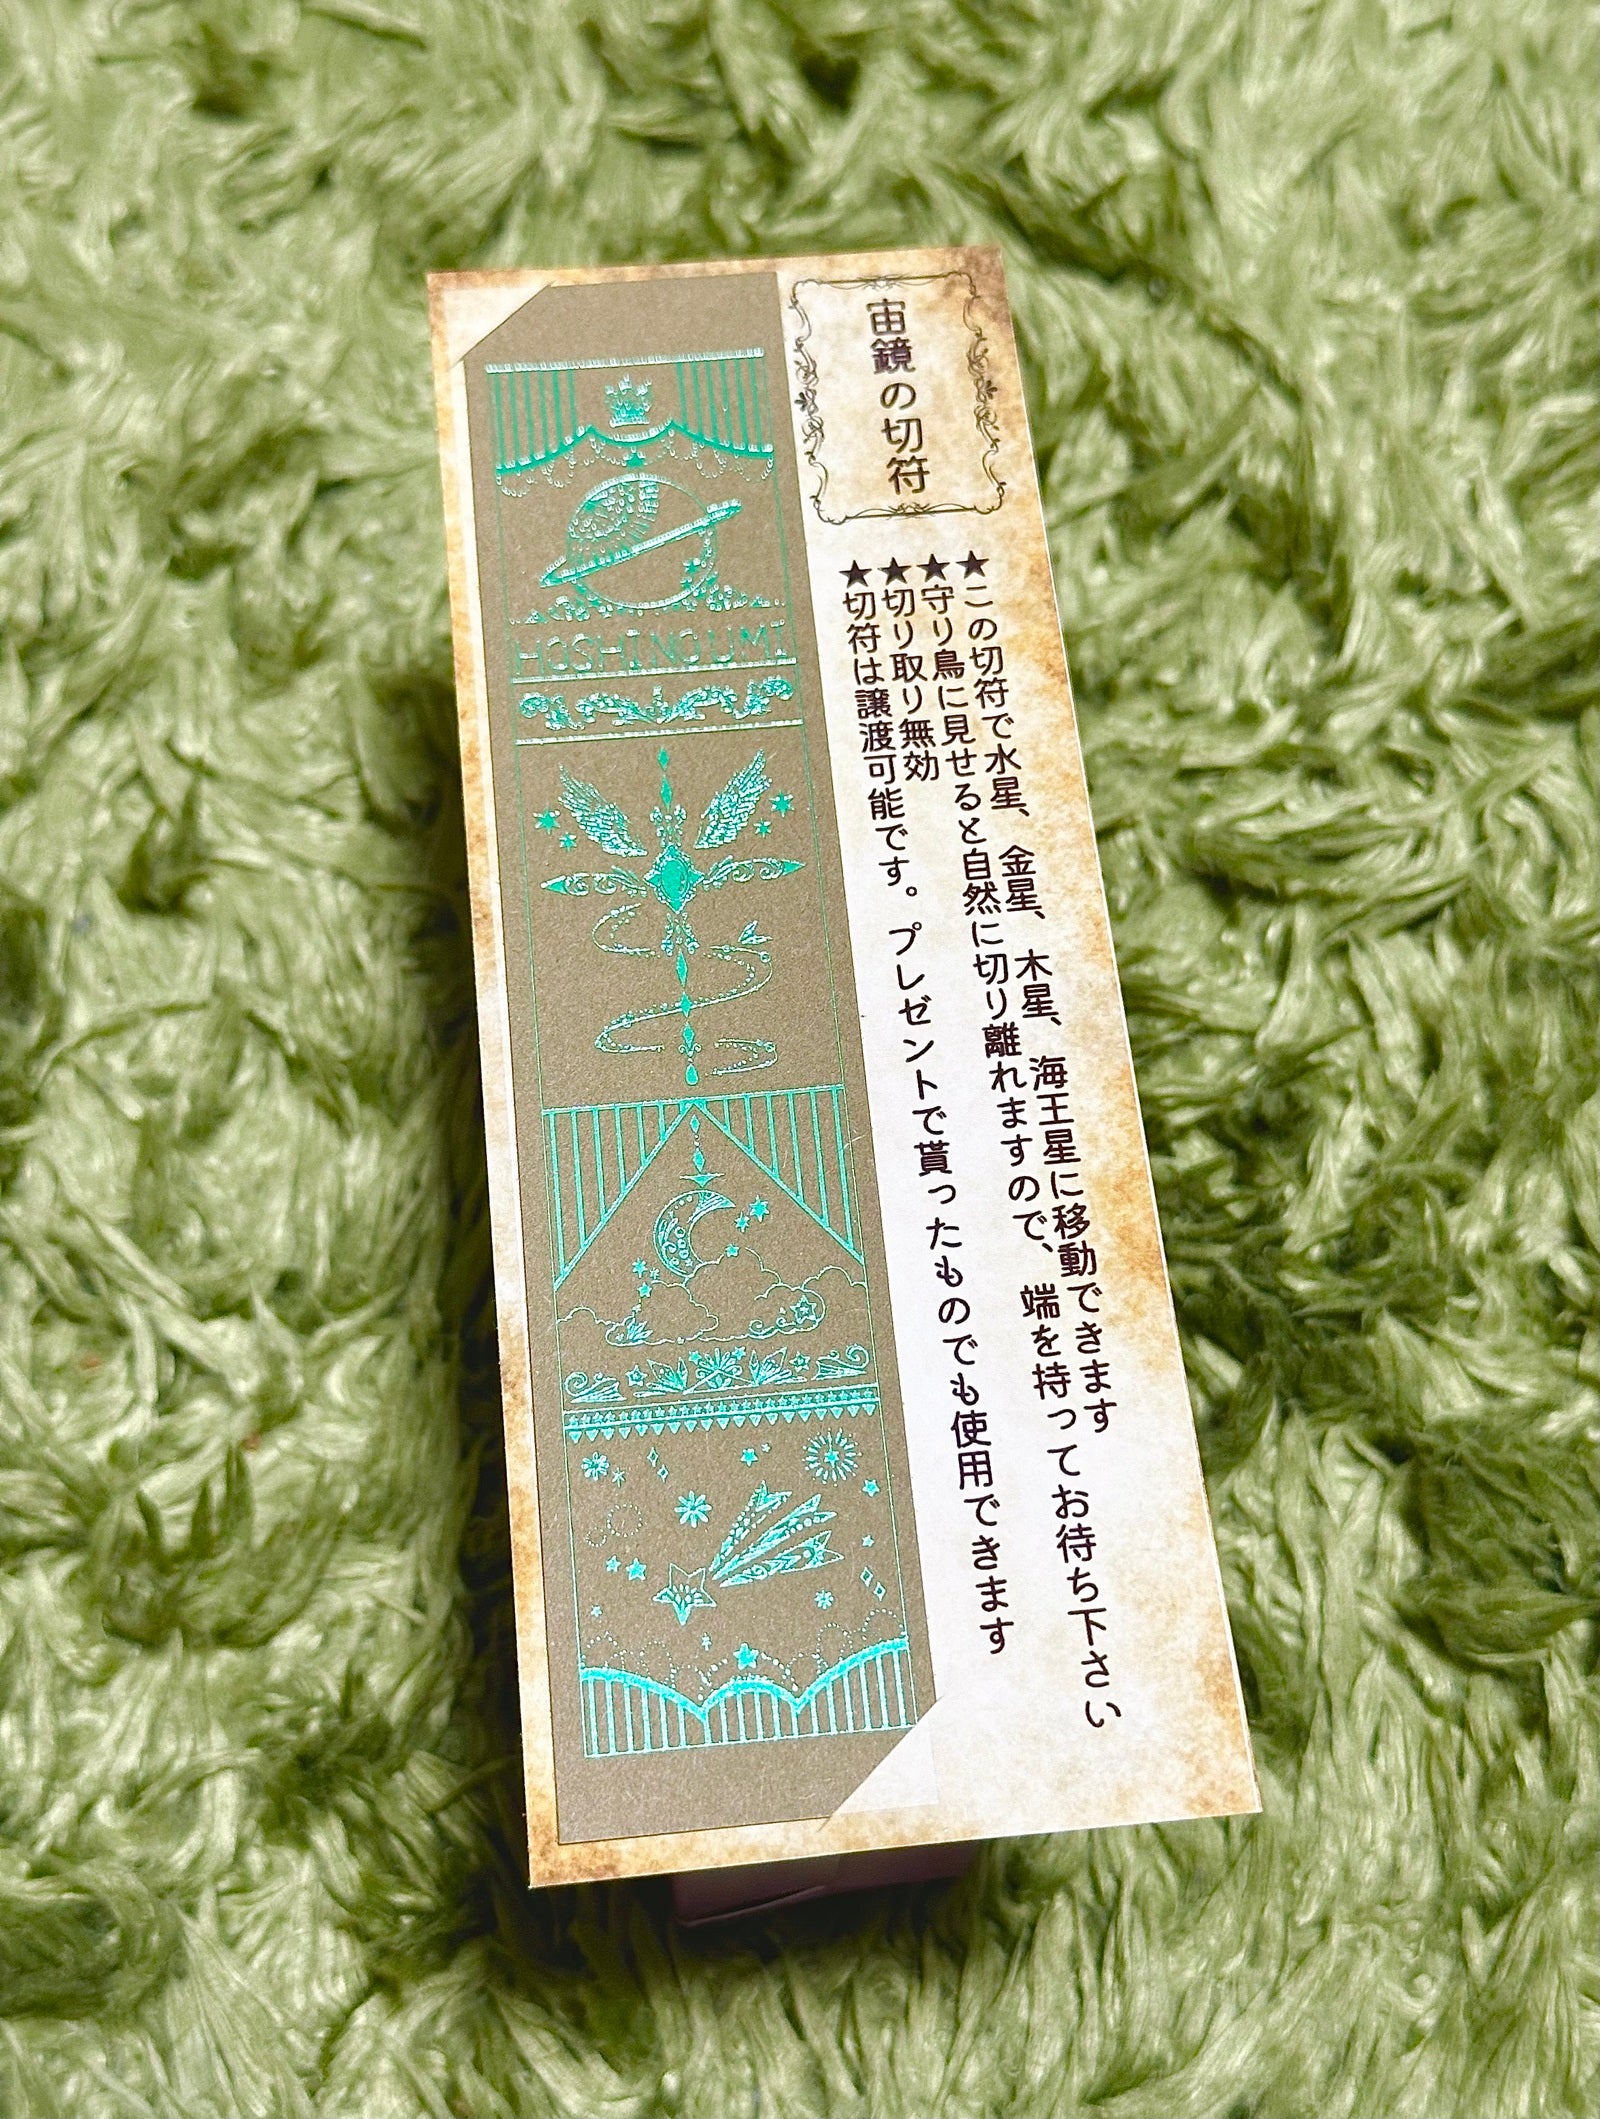 宙鏡の切符
★この切符で水星、金星、木星、海王星に移動できます
★守り鳥に見せると自然に切り離れますので、端を持ってお待ち下さい
★切り取り無効
★切符は譲渡可能です。プレゼントで貰ったものでも使用できます
HOSHINOUMI